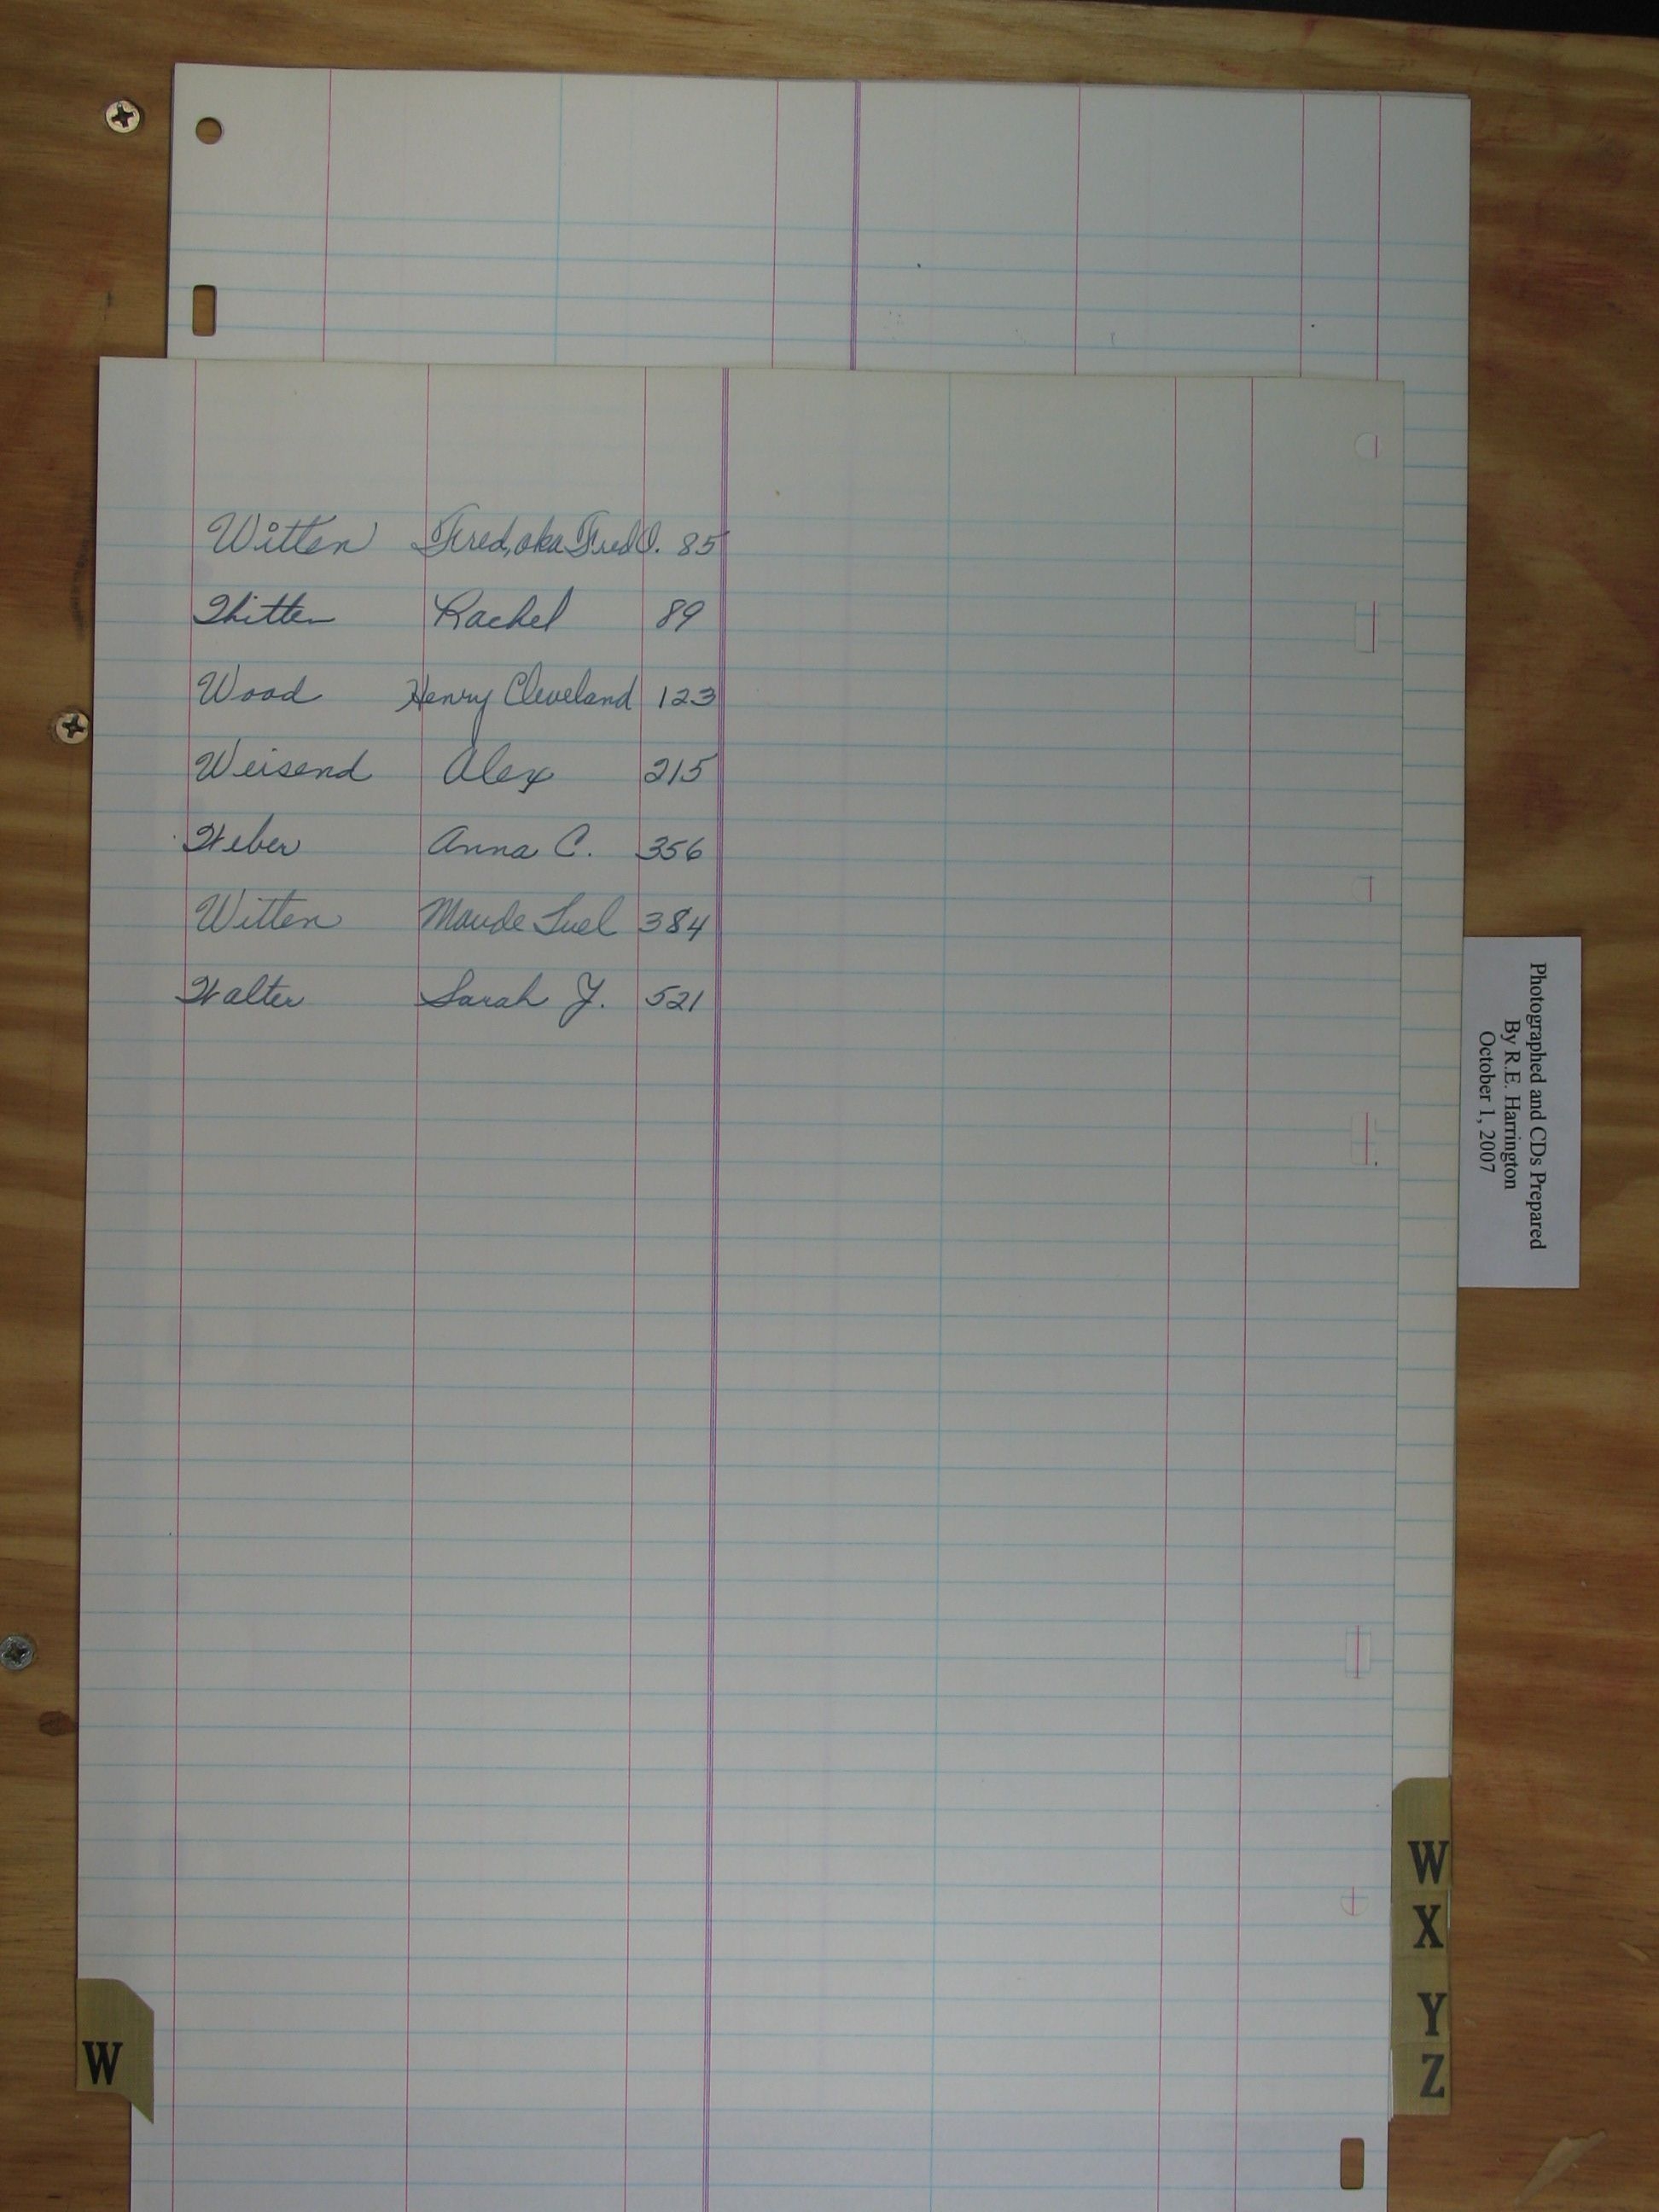 Witten Fred, aka Fred O. 85
Whitten Rachel 89
Wood Henry Cleveland 123
Weisend Alex 215
Weber Anna C. 356
Witten Maude Luel 384
Walter Sarah J. 521
Photographed and CDs Prepared
By R.E. Harrington
October 1, 2007
W
X
Y
Z
W